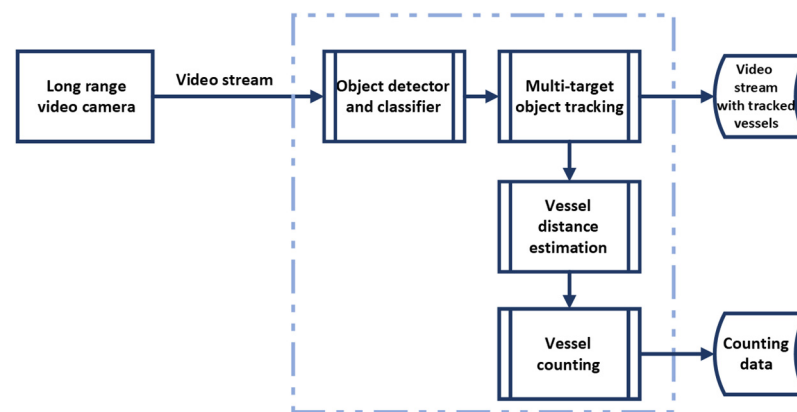 Long range
video camera
Video stream
Object detector
and classifier
Multi-target
object tracking
Video
stream
with tracked
vessels
Vessel
distance
estimation
Vessel
counting
Counting
data